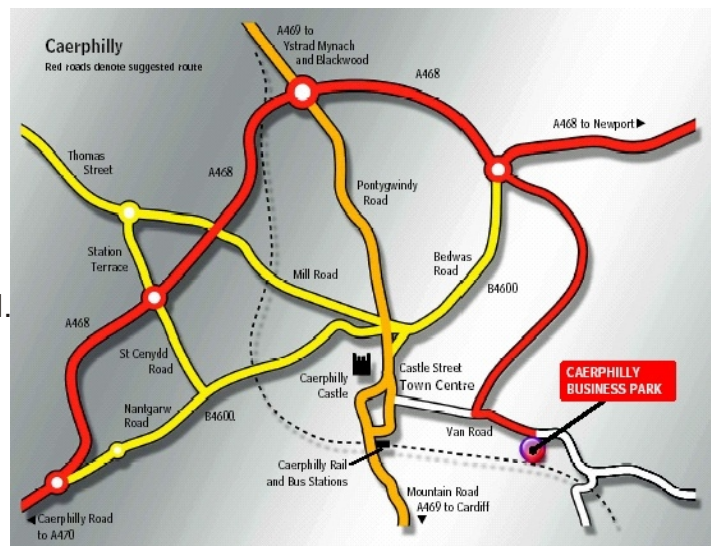 Caerphilly
Red roads denote suggested route
A469 to
Ystrad Mynach
and Blackwood
A468
A468 to Newport
Thomas
Street
A468
Pontygwindy
Road
Station
Terrace
Mill Road
Bedwas
Road
B4600
A468
St Cenydd
Road
Caerphilly
Castle
Castle Street
Town Centre
CAERPHILLY
BUSINESS PARK
Nantgarw
Road
B4600.
Van Road
Caerphilly Rail
and Bus Stations
Mountain Road
A469 to Cardiff
Caerphilly Road
to A470